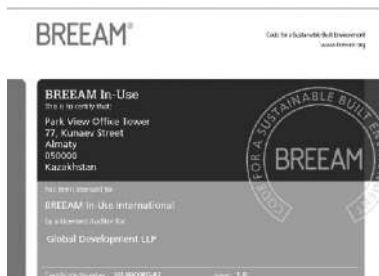 BREEAM®
Code for a Sustainable Built Environment
www.breeam.org
BREEAM In-Use
This is to certify that:
Park View Office Tower
77, Kunaev Street
Almaty
050000
Kazakhstan
has been assessed to:
BREEAM In-Use International
by a licensed Auditor for:
Global Development LLP
Certificate Number
CODE FOR A SUSTAINABLE BUILT
BREEAM